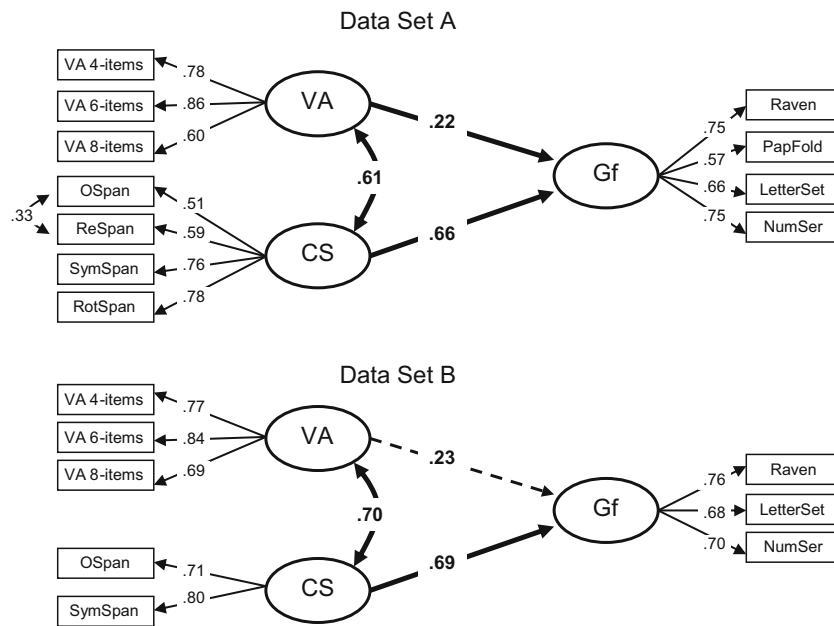 Data Set A
VA 4-items
.78
VA 6-items
.86
VA 8-items
.60
VA
.22
OSpan
.51
ReSpan
.59
.33
SymSpan
.76
RotSpan
.78
CS
.61
.66
Gf
.75
Raven
.57
PapFold
.66
LetterSet
.75
NumSer
Data Set B
VA 4-items
.77
VA 6-items
.84
VA 8-items
.69
VA
.23
OSpan
.71
SymSpan
.80
CS
.70
.69
Gf
.76
Raven
.68
LetterSet
.70
NumSer